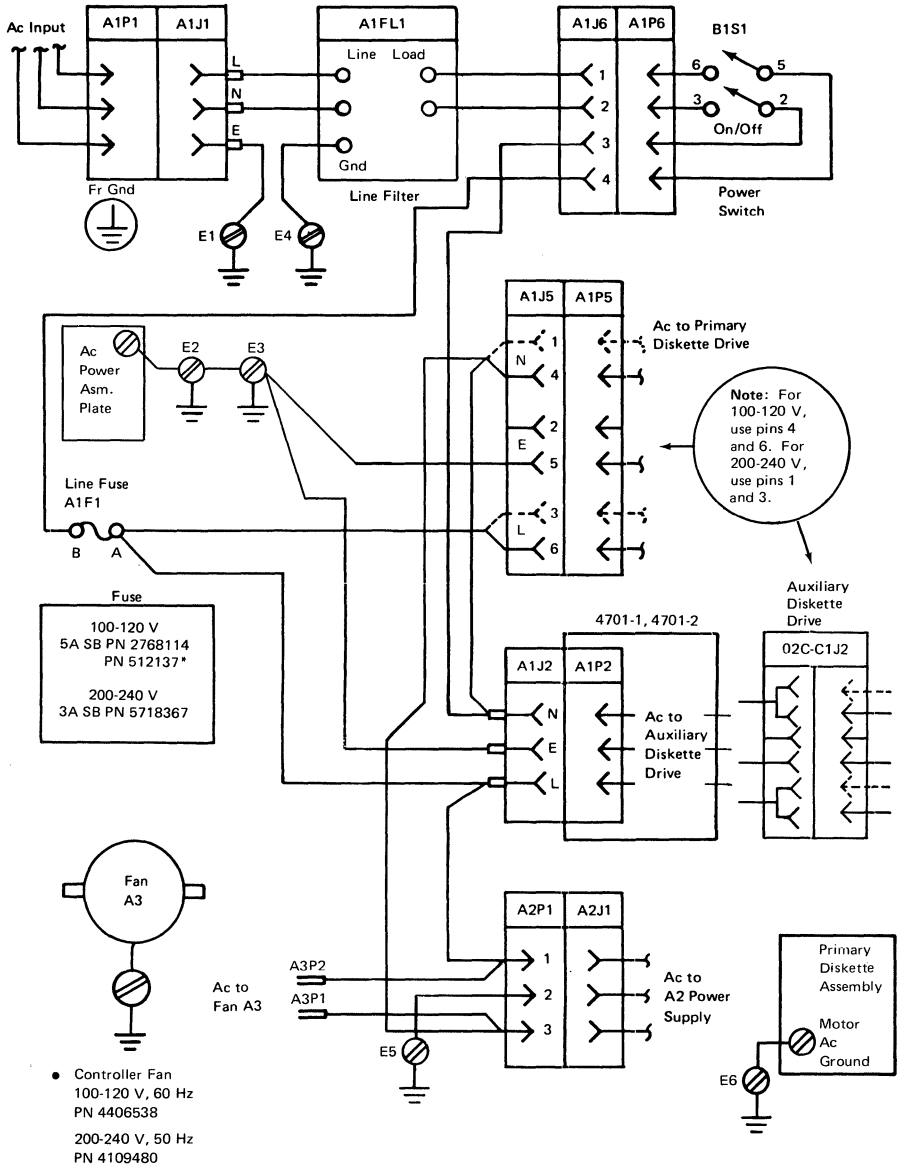 Ac Input
A1P1 A1J1
L
N
E
Fr Gnd
E1
E4
A1FL1
Line Load
Gnd
Line Filter
A1J6 A1P6
1
2
3
4
B1S1
6 5
3 2
On/Off
Power
Switch
Ac
Power
Asm.
Plate
E2
E3
A1J5 A1P5
1
N
4
2
E
5
3
L
6
Ac to Primary
Diskette Drive
Note: For
100-120 V,
use pins 4
and 6. For
200-240 V,
use pins 1
and 3.
Line Fuse
A1F1
B A
Fuse
100-120 V
5A SB PN 2768114
PN 512137*
200-240 V
3A SB PN 5718367
4701-1, 4701-2
A1J2 A1P2
N
E
L
Ac to
Auxiliary
Diskette
Drive
Auxiliary
Diskette
Drive
02C-C1J2
Fan
A3
Ac to
Fan A3
A3P2
A3P1
E5
A2P1 A2J1
1
2
3
Ac to
A2 Power
Supply
Primary
Diskette
Assembly
Motor
Ac
Ground
E6
• Controller Fan
100-120 V, 60 Hz
PN 4406538
200-240 V, 50 Hz
PN 4109480